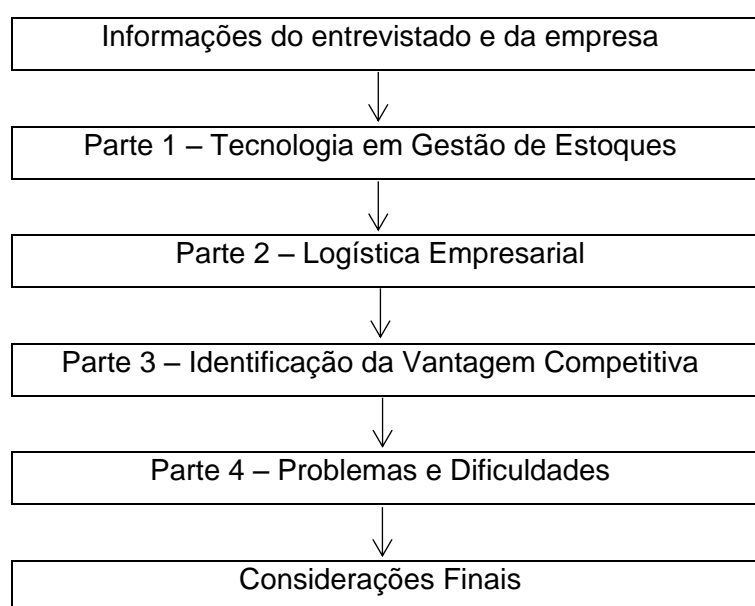 Informações do entrevistado e da empresa
Parte 1 – Tecnologia em Gestão de Estoques
Parte 2 – Logística Empresarial
Parte 3 – Identificação da Vantagem Competitiva
Parte 4 – Problemas e Dificuldades
Considerações Finais